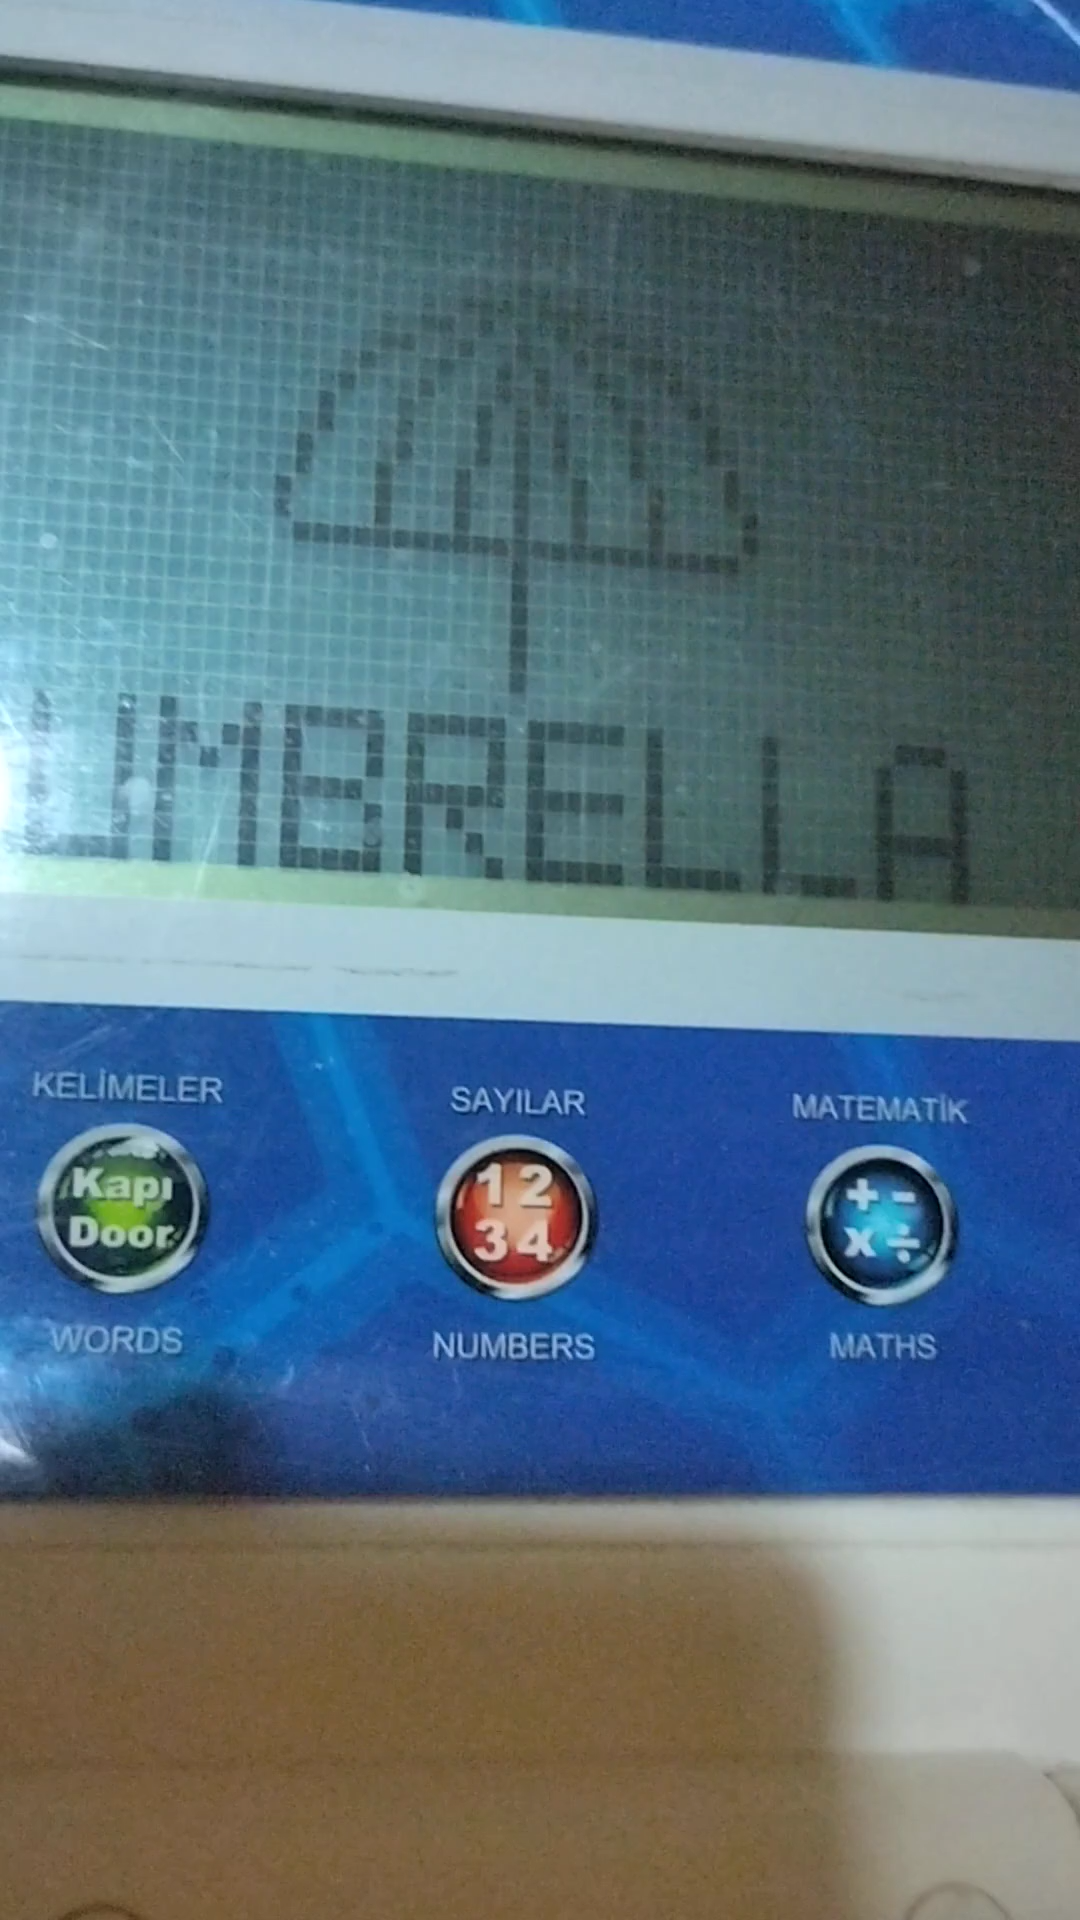 UMBRELLA
KELİMELER SAYILAR MATEMATİK
Kapı 12 + -
Door 34 x ÷
WORDS NUMBERS MATHS